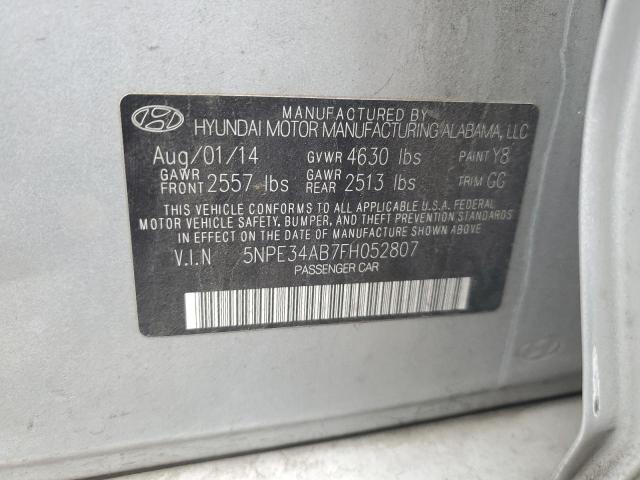 MANUFACTURED BY
HYUNDAI MOTOR MANUFACTURING ALABAMA, LLC
Aug/01/14 GVWR 4630 lbs PAINT Y8
GAWR FRONT 2557 lbs GAWR REAR 2513 lbs TRIM GG
THIS VEHICLE CONFORMS TO ALL APPLICABLE U.S.A. FEDERAL
MOTOR VEHICLE SAFETY, BUMPER, AND THEFT PREVENTION STANDARDS
IN EFFECT ON THE DATE OF MANUFACTURE SHOWN ABOVE.
V.I.N 5NPE34AB7FH052807
PASSENGER CAR